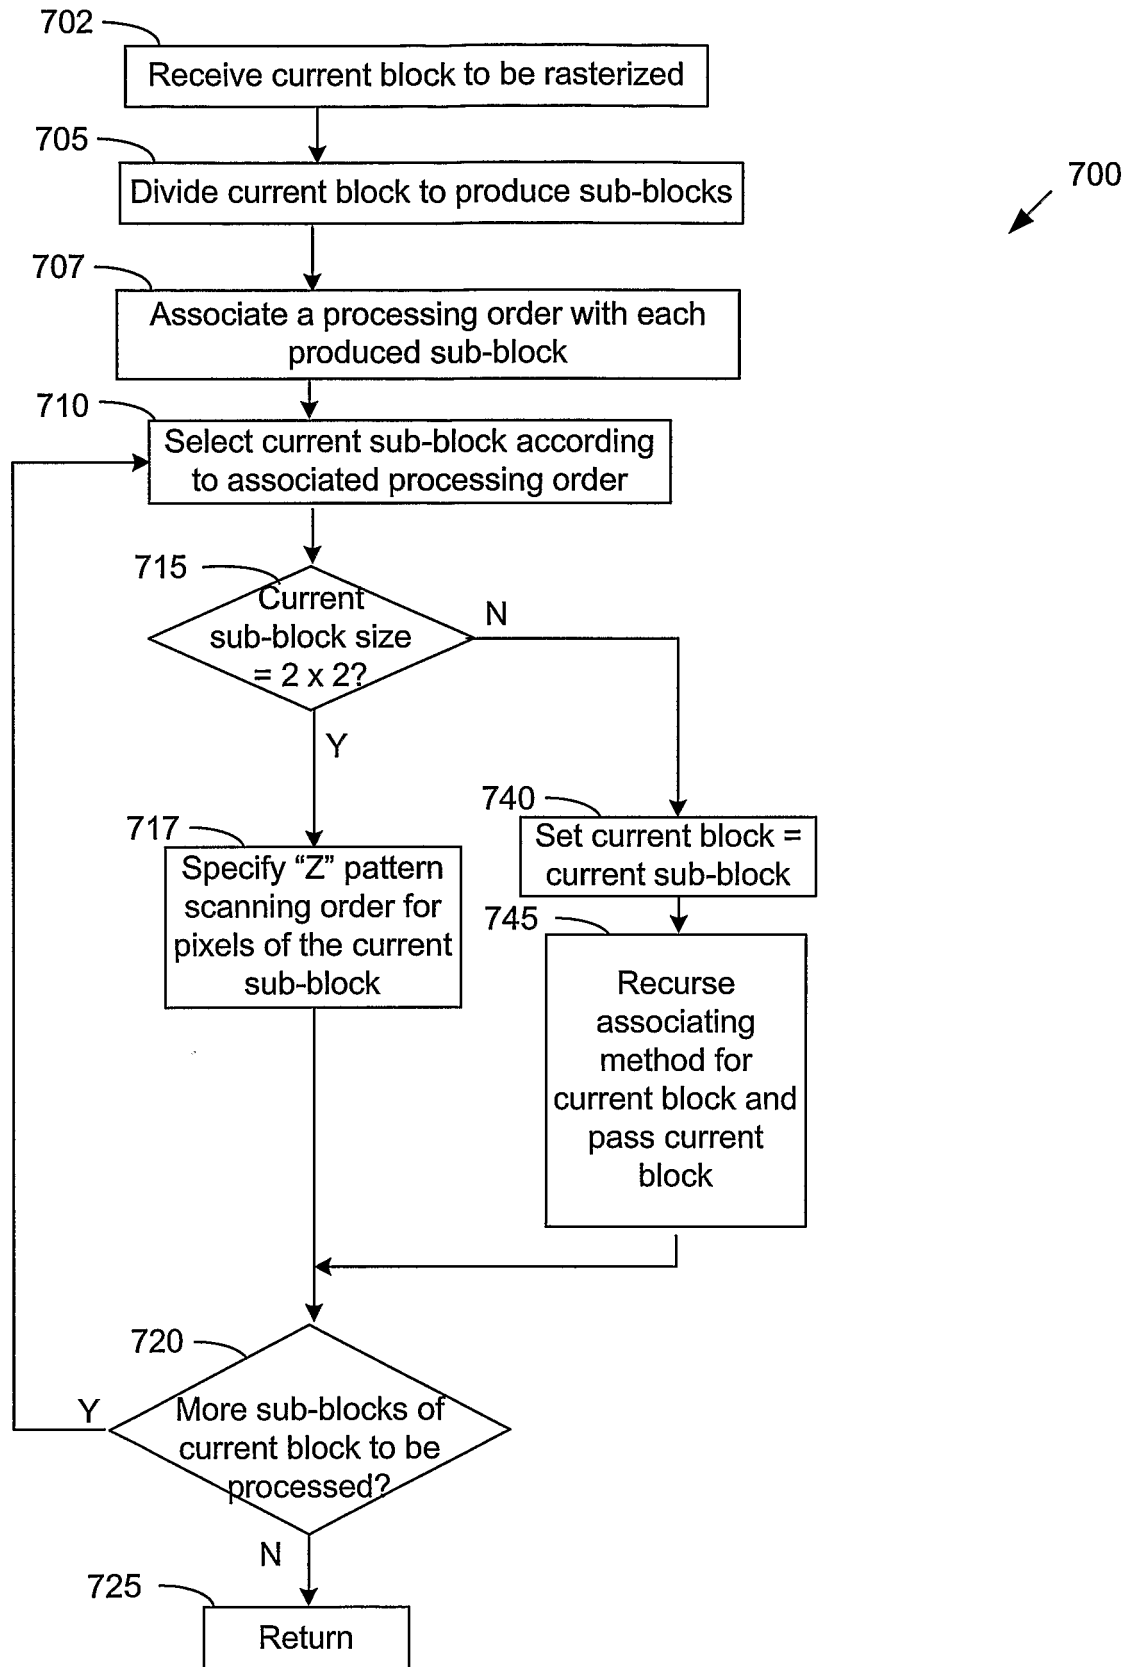 702
Receive current block to be rasterized
705
Divide current block to produce sub-blocks
700
707
Associate a processing order with each
produced sub-block
710
Select current sub-block according
to associated processing order
715
Current
sub-block size
= 2 x 2?
N
Y
717
Specify “Z” pattern
scanning order for
pixels of the current
sub-block
740
Set current block =
current sub-block
745
Recurse
associating
method for
current block and
pass current
block
720
More sub-blocks of
current block to be
processed?
Y
N
725
Return